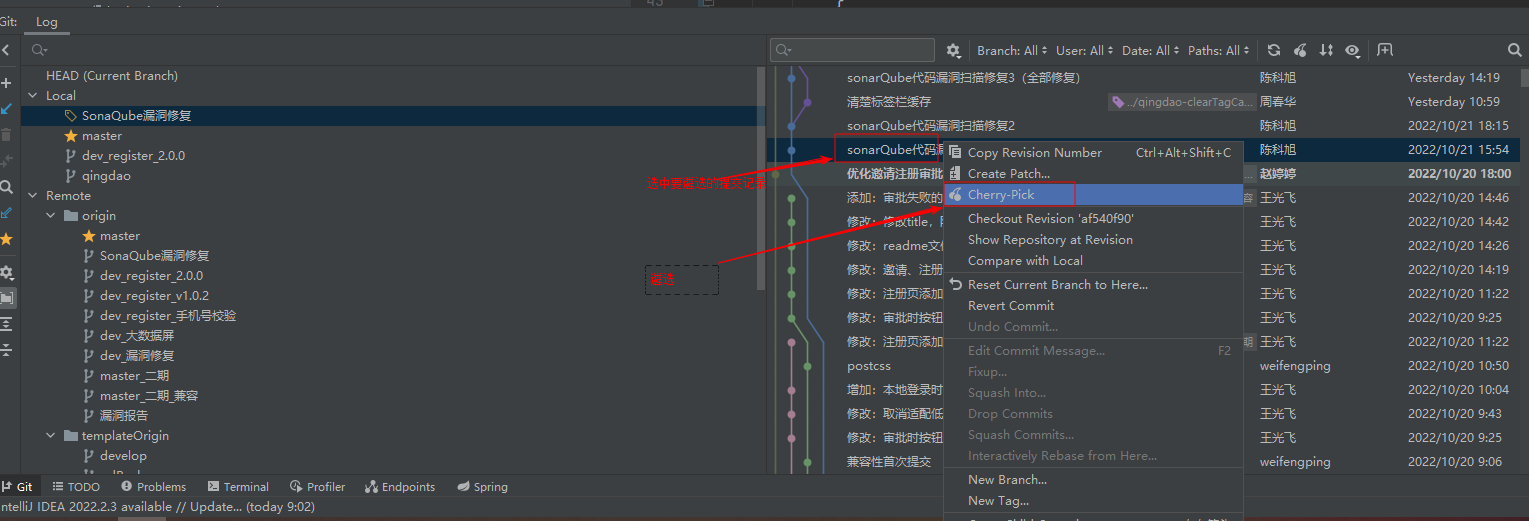 Git:
Log
Branch: All
User: All
Date: All
Paths: All
HEAD (Current Branch)
Local
SonaQube漏洞修复
master
dev_register_2.0.0
qingdao
Remote
origin
master
SonaQube漏洞修复
dev_register_2.0.0
dev_register_v1.0.2
dev_register_手机号校验
dev_大数据屏
dev_漏洞修复
master_二期
master_二期_兼容
漏洞报告
templateOrigin
develop
sonarQube代码漏洞扫描修复3（全部修复） 陈科旭 Yesterday 14:19
清楚标签栏缓存 ../qingdao-clearTagCa... 周春华 Yesterday 10:59
sonarQube代码漏洞扫描修复2 陈科旭 2022/10/21 18:15
sonarQube代码漏 陈科旭 2022/10/21 15:54
优化邀请注册审批 ... 赵婷婷 2022/10/20 18:00
添加：审批失败的 容 王光飞 2022/10/20 14:46
修改：修改title， 王光飞 2022/10/20 14:42
修改：readme文件 王光飞 2022/10/20 14:26
修改：邀请、注册 王光飞 2022/10/20 14:19
修改：注册页添加 王光飞 2022/10/20 11:22
修改：审批时按钮 王光飞 2022/10/20 9:25
修改：注册页添加 期 王光飞 2022/10/20 11:22
postcss weifengping 2022/10/20 10:50
增加：本地登录时 王光飞 2022/10/20 10:04
修改：取消适配低 王光飞 2022/10/20 9:43
修改：审批时按钮 王光飞 2022/10/20 9:25
兼容性首次提交 weifengping 2022/10/20 9:06
选中要遴选的提交记录
遴选
Copy Revision Number Ctrl+Alt+Shift+C
Create Patch...
Cherry-Pick
Checkout Revision 'af540f90'
Show Repository at Revision
Compare with Local
Reset Current Branch to Here...
Revert Commit
Undo Commit...
Edit Commit Message... F2
Fixup...
Squash Into...
Drop Commits
Squash Commits...
Interactively Rebase from Here...
New Branch...
New Tag...
Git
TODO
Problems
Terminal
Profiler
Endpoints
Spring
ntelliJ IDEA 2022.2.3 available // Update... (today 9:02)